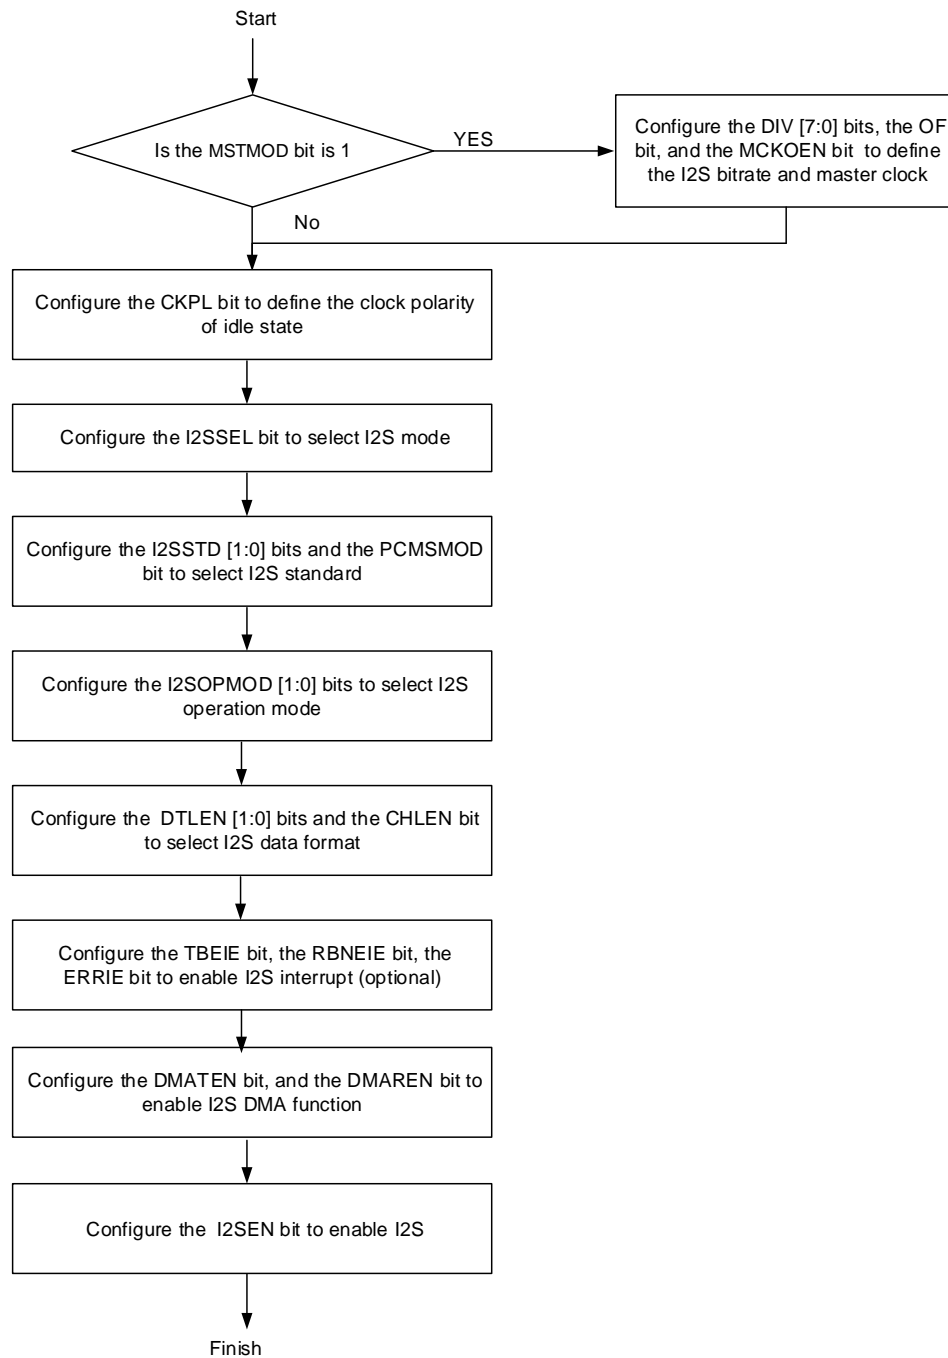 Start
Is the MSTMOD bit is 1
YES
Configure the DIV [7:0] bits, the OF
bit, and the MCKOEN bit to define
the I2S bitrate and master clock
No
Configure the CKPL bit to define the clock polarity
of idle state
Configure the I2SSEL bit to select I2S mode
Configure the I2SSTD [1:0] bits and the PCMSMOD
bit to select I2S standard
Configure the I2SOPMOD [1:0] bits to select I2S
operation mode
Configure the DTLEN [1:0] bits and the CHLEN bit
to select I2S data format
Configure the TBEIE bit, the RBNEIE bit, the
ERRIE bit to enable I2S interrupt (optional)
Configure the DMATEN bit, and the DMAREN bit to
enable I2S DMA function
Configure the I2SEN bit to enable I2S
Finish